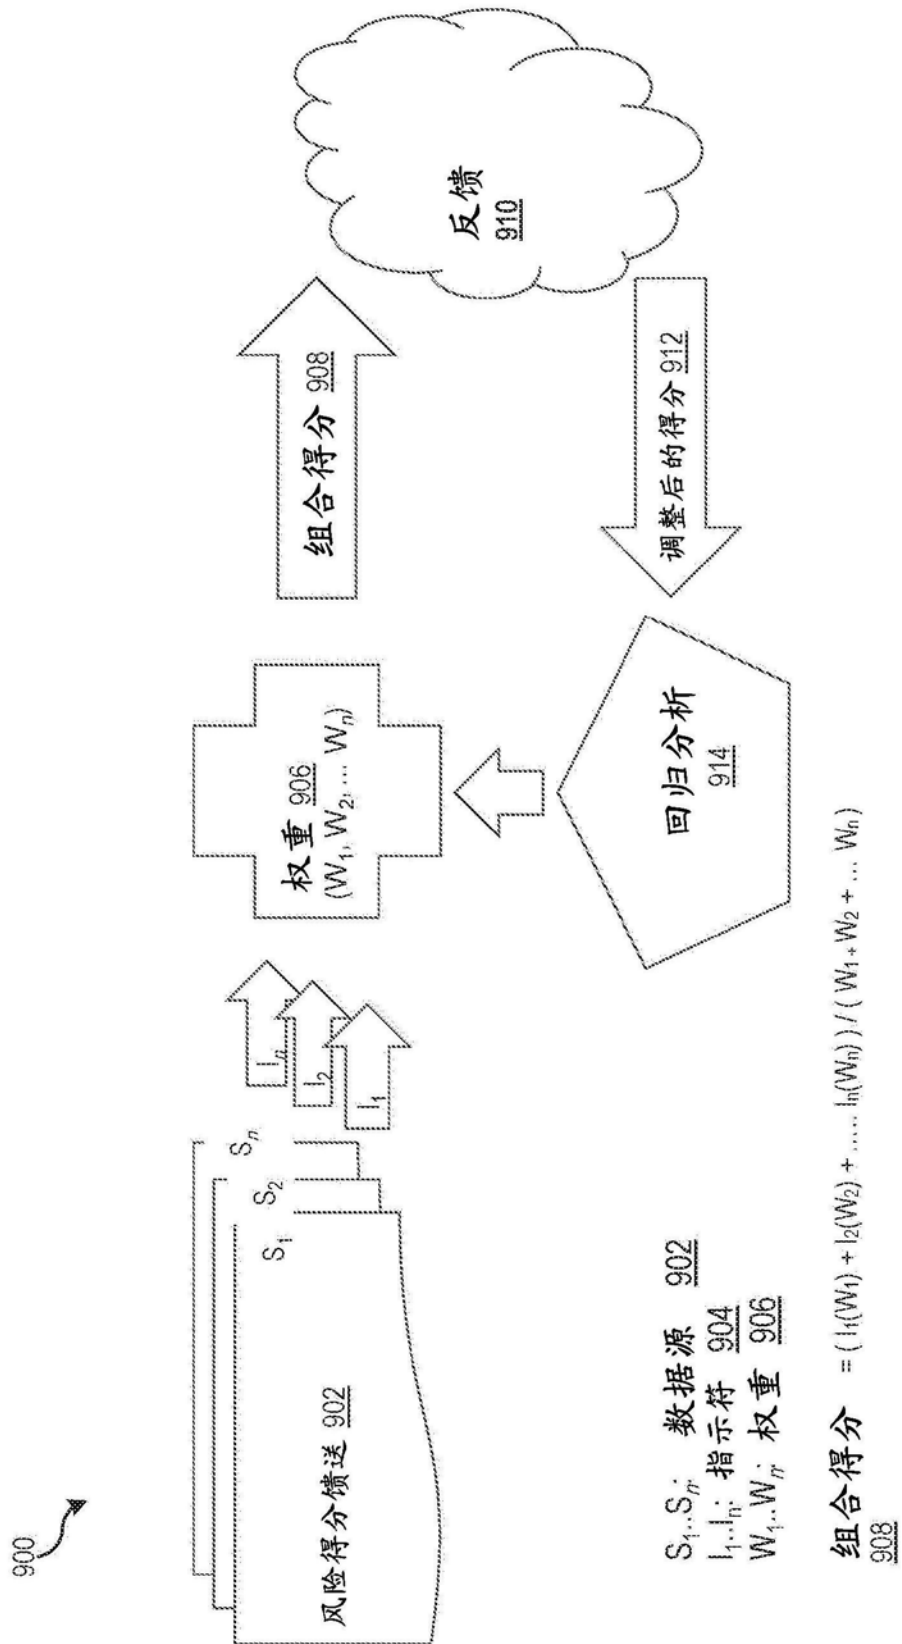 900
风险得分馈送 902
S₁
S₂
Sₙ
I₁
I₂
Iₙ
权重 906
(W₁, W₂, ... Wₙ)
组合得分 908
反馈
910
调整后的得分 912
回归分析
914
S₁..Sₙ: 数据源 902
I₁..Iₙ: 指示符 904
W₁..Wₙ: 权重 906
组合得分 = ( I₁(W₁) + I₂(W₂) + ..... Iₙ(Wₙ) ) / ( W₁ + W₂ + ... Wₙ)
908